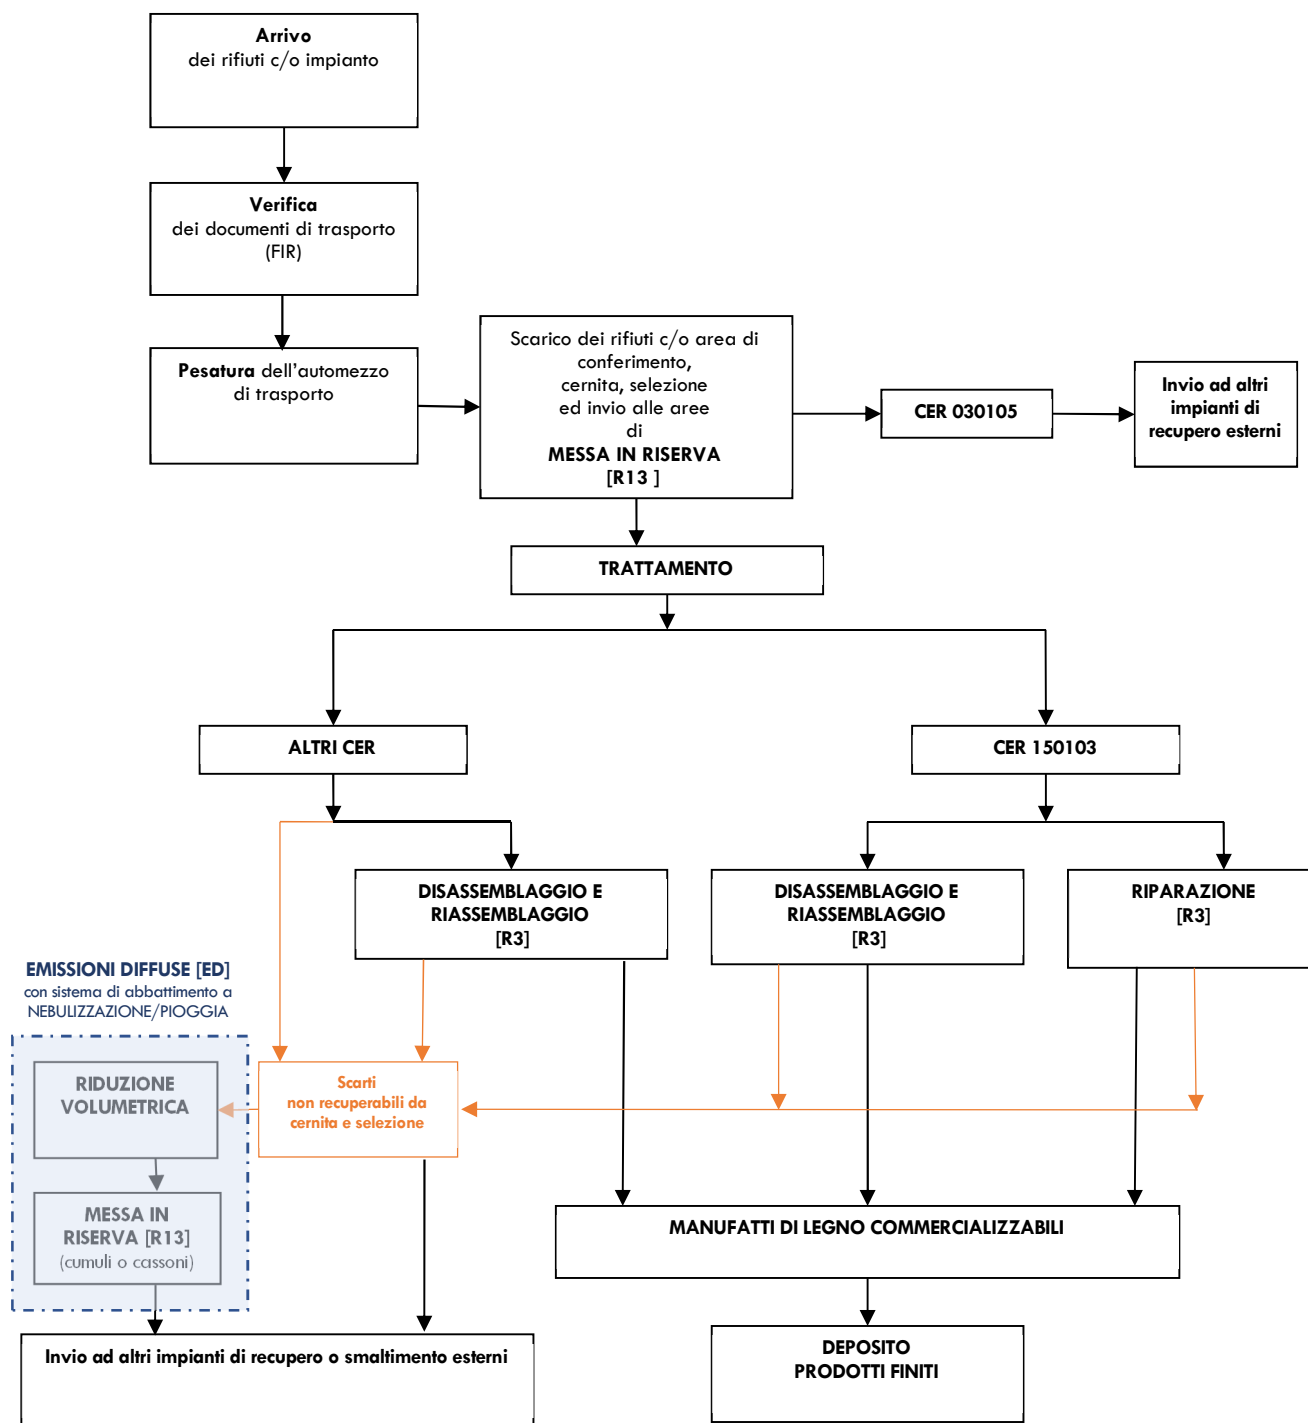 Arrivo
dei rifiuti c/o impianto
Verifica
dei documenti di trasporto
(FIR)
Pesatura dell'automezzo
di trasporto
Scarico dei rifiuti c/o area di
conferimento,
cernita, selezione
ed invio alle aree
di
MESSA IN RISERVA
[R13 ]
CER 030105
Invio ad altri
impianti di
recupero esterni
TRATTAMENTO
ALTRI CER
CER 150103
DISASSEMBLAGGIO E
RIASSEMBLAGGIO
[R3]
DISASSEMBLAGGIO E
RIASSEMBLAGGIO
[R3]
RIPARAZIONE
[R3]
EMISSIONI DIFFUSE [ED]
con sistema di abbattimento a
NEBULIZZAZIONE/PIOGGIA
RIDUZIONE
VOLUMETRICA
Scarti
non recuperabili da
cernita e selezione
MESSA IN
RISERVA [R13]
(cumuli o cassoni)
MANUFATTI DI LEGNO COMMERCIALIZZABILI
Invio ad altri impianti di recupero o smaltimento esterni
DEPOSITO
PRODOTTI FINITI